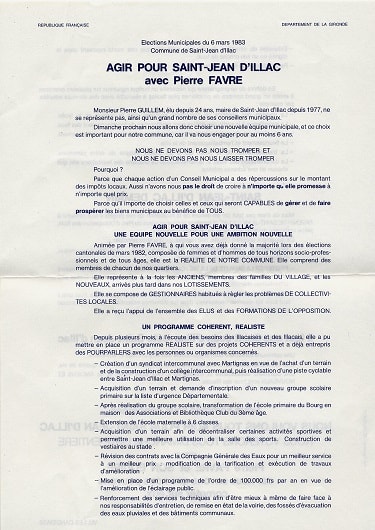 REPUBLIQUE FRANÇAISE
DEPARTEMENT DE LA GIRONDE
Elections Municipales du 6 mars 1983
Commune de Saint-Jean d'Illac
AGIR POUR SAINT-JEAN D'ILLAC
avec Pierre FAVRE
Monsieur Pierre GUILLEM, élu depuis 24 ans, maire de Saint-Jean d'Illac depuis 1977, ne
se représente pas, ainsi qu'un grand nombre de ses conseillers municipaux.
Dimanche prochain nous allons donc choisir une nouvelle équipe municipale, et ce choix
est important pour notre commune, car il va nous engager pour au moins 6 ans.
NOUS NE DEVONS PAS NOUS TROMPER ET
NOUS NE DEVONS PAS NOUS LAISSER TROMPER
Pourquoi ?
Parce que chaque action d'un Conseil Municipal a des répercussions sur le montant
des impôts locaux. Aussi n'avons nous pas le droit de croire à n'importe qu'elle promesse à
n'importe quel prix.
Parce qu'il importe de choisir celles et ceux qui seront CAPABLES de gérer et de faire
prospérer les biens municipaux au bénéfice de TOUS.
AGIR POUR SAINT-JEAN D'ILLAC
UNE EQUIPE NOUVELLE POUR UNE AMBITION NOUVELLE
Animée par Pierre FAVRE, à qui vous avez déjà donné la majorité lors des élections
cantonales de mars 1982, composée de femmes et d'hommes de tous horizons socio-profes-
sionnels et de tous âges, elle est la REALITE DE NOTRE COMMUNE. Elle comprend des
membres de chacun de nos quartiers.
Elle représente à la fois les ANCIENS, membres des familles DU VILLAGE, et les
NOUVEAUX, arrivés plus tard dans nos LOTISSEMENTS.
Elle se compose de GESTIONNAIRES habitués à régler les problèmes DE COLLECTIVI-
TES LOCALES.
Elle a reçu l'appui de l'ensemble des ELUS et des FORMATIONS DE L'OPPOSITION.
UN PROGRAMME COHERENT, REALISTE
Depuis plusieurs mois, à l'écoute des besoins des Illacaises et des Illacais, elle a pu
mettre en place un programme REALISTE sur des projets COHERENTS et a déjà entrepris
des POURPARLERS avec les personnes ou organismes concernés.
– Création d'un syndicat intercommunal avec Martignas en vue de l'achat d'un terrain
et de la construction d'un collège intercommunal, puis réalisation d'une piste cyclable
entre Saint-Jean d'Illac et Martignas.
– Acquisition d'un terrain et demande d'inscription d'un nouveau groupe scolaire
primaire sur la liste d'urgence Départementale.
– Après réalisation du groupe scolaire, transformation de l'école primaire du Bourg en
maison des Associations et Bibliothèque Club du 3ème âge.
– Extension de l'école maternelle à 6 classes.
– Acquisition d'un terrain afin de décentraliser certaines activités sportives et
permettre une meilleure utilisation de la salle des sports. Construction de
vestiaires au stade.
– Révision des contrats avec la Compagnie Générale des Eaux pour un meilleur service
à un meilleur prix : modification de la tarification et exécution de travaux
d'amélioration.
– Mise en place d'un programme de l'ordre de 100.000 frs par an en vue de
l'amélioration de l'éclairage public.
– Renforcement des services techniques afin d'être mieux à même de faire face à
nos responsabilités d'entretien, de remise en état de la voirie, des fossés d'évacuation
des eaux pluviales et des bâtiments communaux.